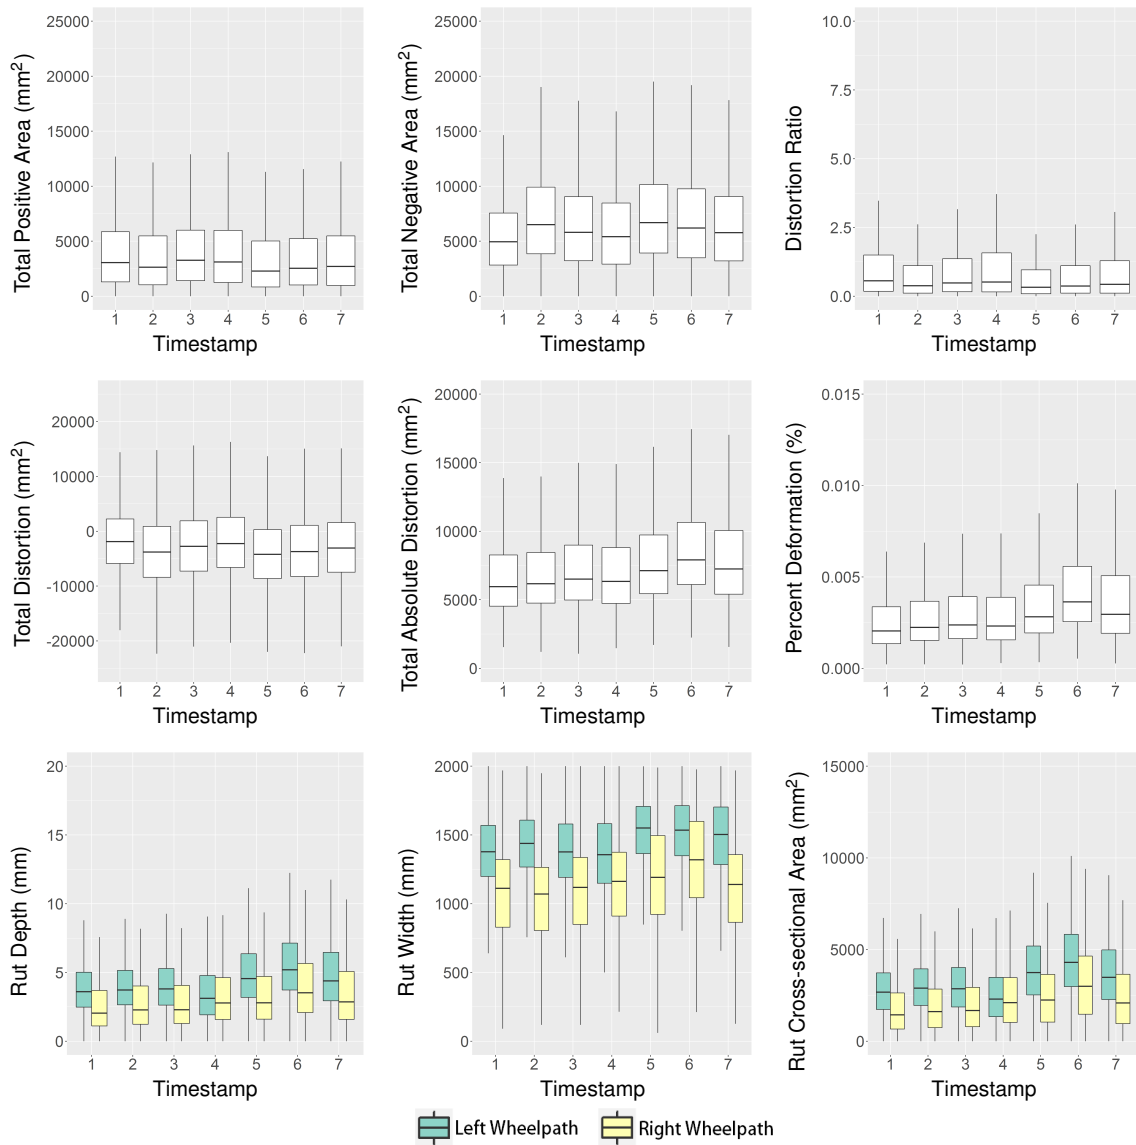 Total Positive Area (mm²)
25000
20000
15000
10000
5000
0
1 2 3 4 5 6 7
Timestamp
Total Negative Area (mm²)
25000
20000
15000
10000
5000
0
1 2 3 4 5 6 7
Timestamp
Distortion Ratio
10.0
7.5
5.0
2.5
0.0
1 2 3 4 5 6 7
Timestamp
Total Distortion (mm²)
20000
10000
0
-10000
-20000
1 2 3 4 5 6 7
Timestamp
Total Absolute Distortion (mm²)
20000
15000
10000
5000
0
1 2 3 4 5 6 7
Timestamp
Percent Deformation (%)
0.015
0.010
0.005
0.000
1 2 3 4 5 6 7
Timestamp
Rut Depth (mm)
20
15
10
5
0
1 2 3 4 5 6 7
Timestamp
Rut Width (mm)
2000
1500
1000
500
0
1 2 3 4 5 6 7
Timestamp
Rut Cross-sectional Area (mm²)
15000
10000
5000
0
1 2 3 4 5 6 7
Timestamp
Left Wheelpath Right Wheelpath